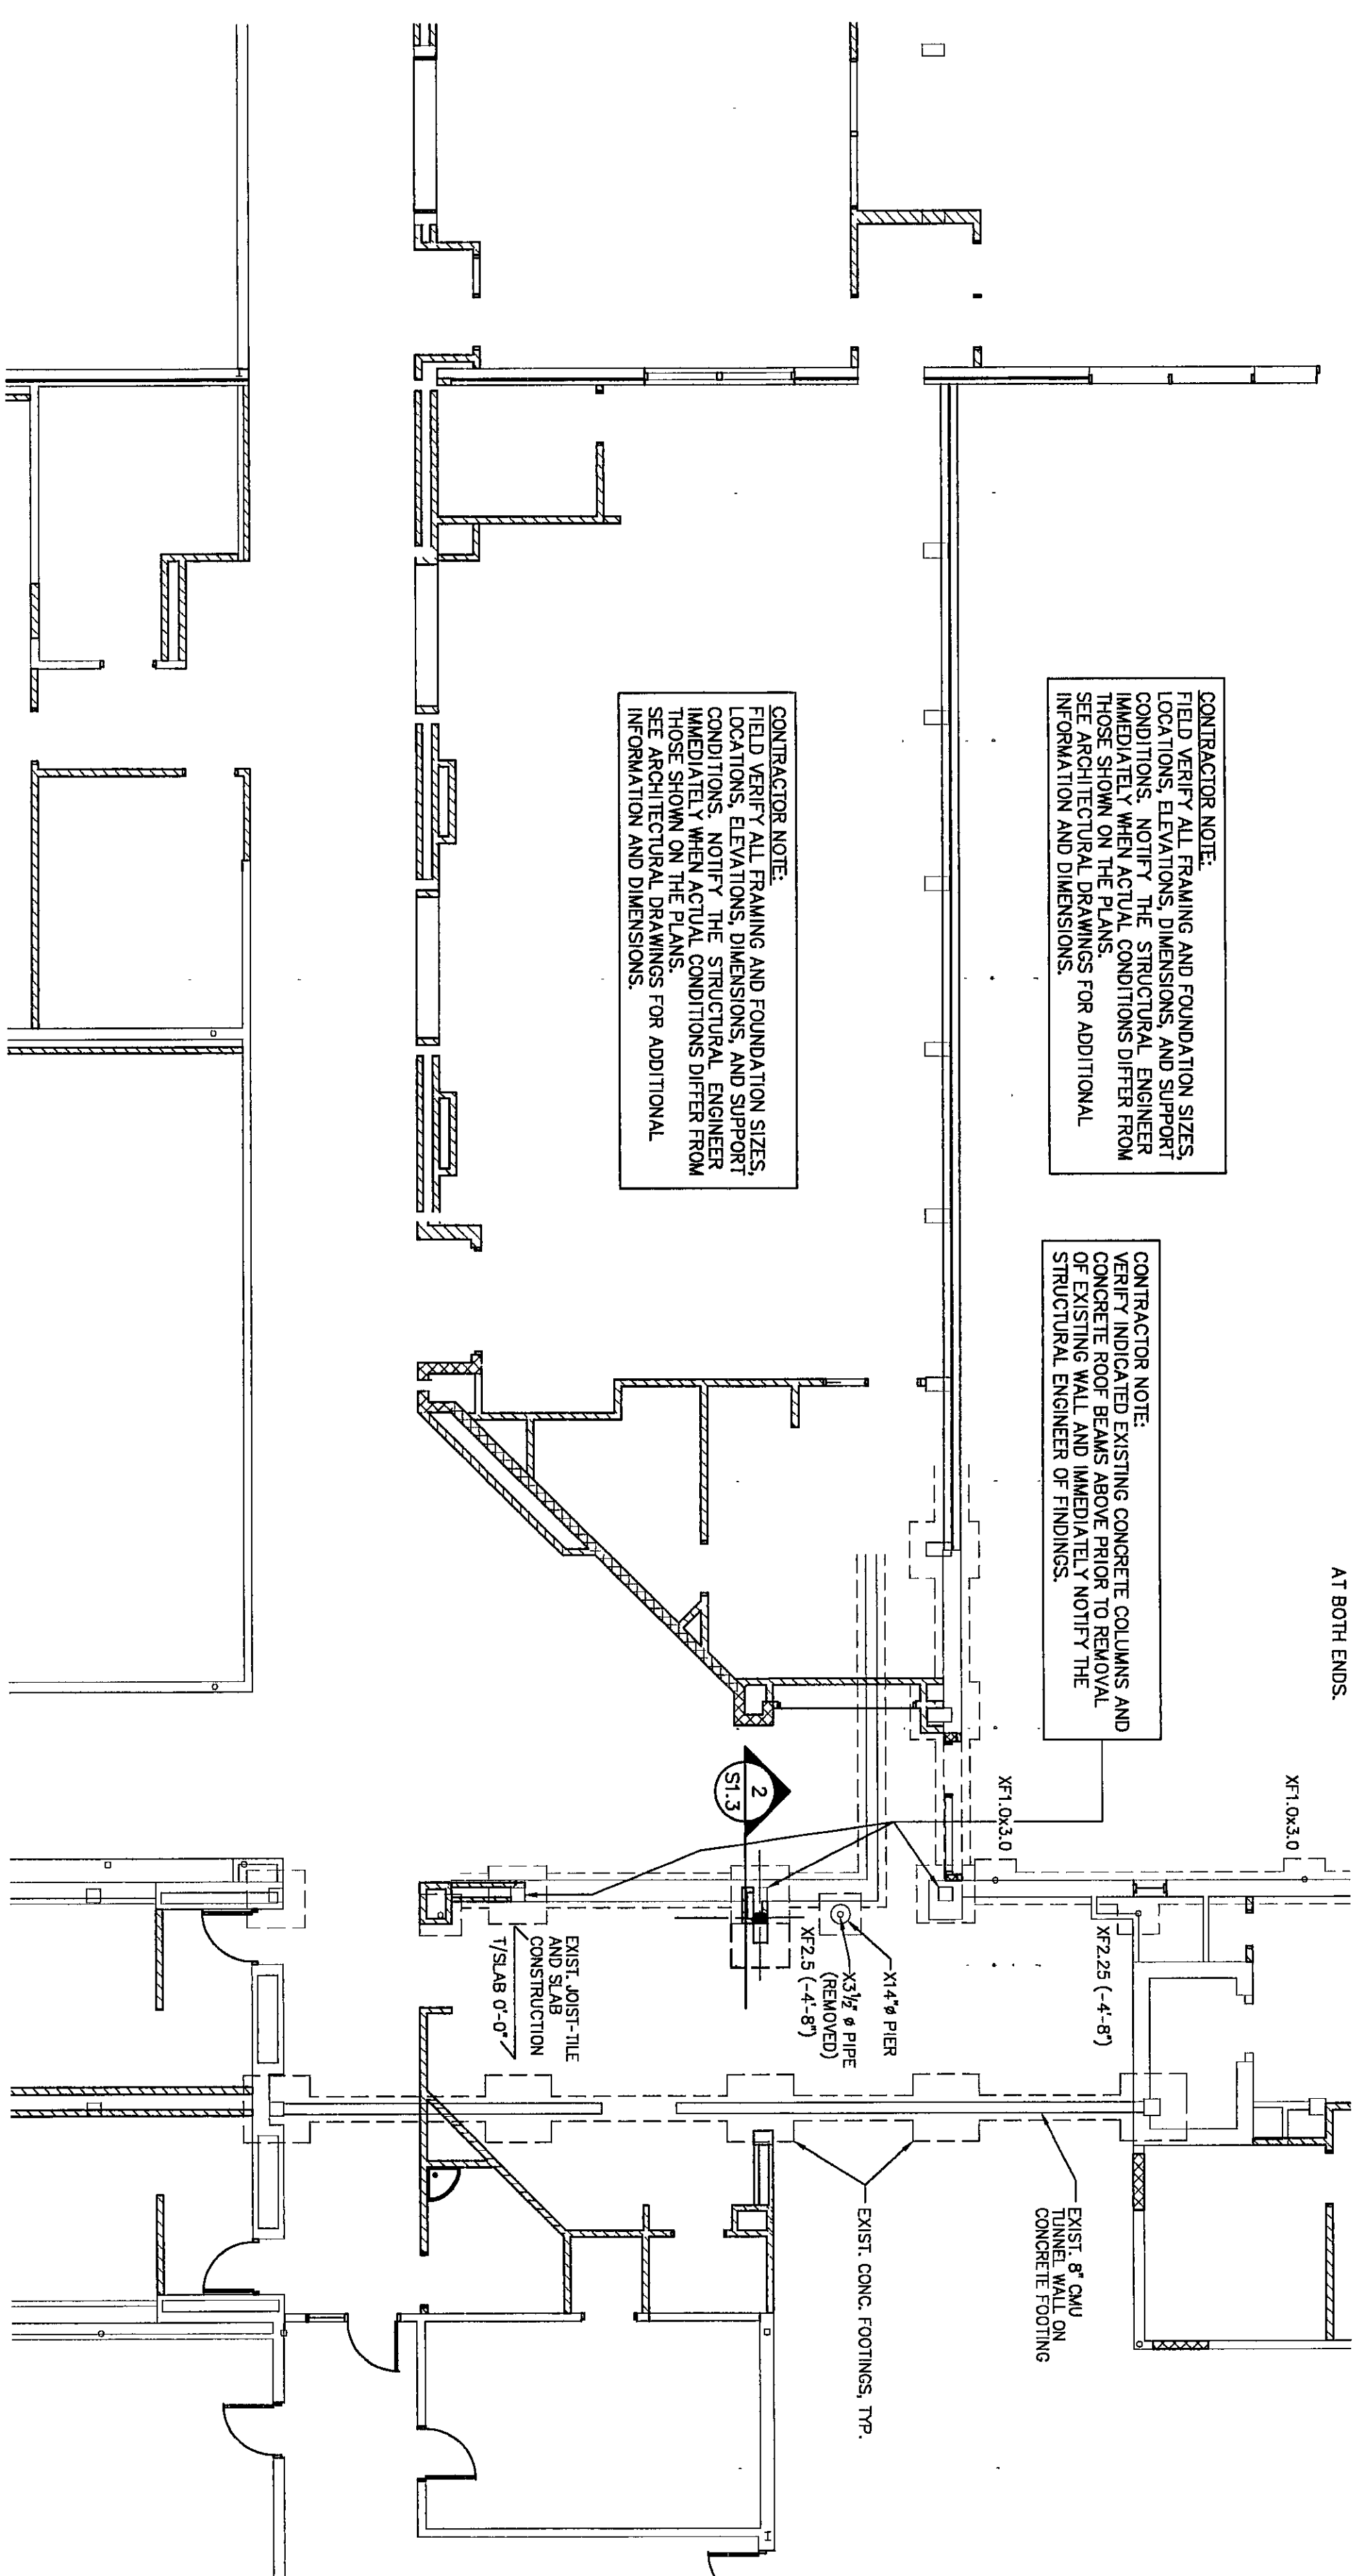 AT BOTH ENDS.
CONTRACTOR NOTE:
FIELD VERIFY ALL FRAMING AND FOUNDATION SIZES,
LOCATIONS, ELEVATIONS, DIMENSIONS, AND SUPPORT
CONDITIONS. NOTIFY THE STRUCTURAL ENGINEER
IMMEDIATELY WHEN ACTUAL CONDITIONS DIFFER FROM
THOSE SHOWN ON THE PLANS.
SEE ARCHITECTURAL DRAWINGS FOR ADDITIONAL
INFORMATION AND DIMENSIONS.
CONTRACTOR NOTE:
VERIFY INDICATED EXISTING CONCRETE COLUMNS AND
CONCRETE ROOF BEAMS ABOVE PRIOR TO REMOVAL
OF EXISTING WALL AND IMMEDIATELY NOTIFY THE
STRUCTURAL ENGINEER OF FINDINGS.
XF1.0x3.0
XF1.0x3.0
XF2.25 (-4'-8")
EXIST. 8" CMU
TUNNEL WALL ON
CONCRETE FOOTING
CONTRACTOR NOTE:
FIELD VERIFY ALL FRAMING AND FOUNDATION SIZES,
LOCATIONS, ELEVATIONS, DIMENSIONS, AND SUPPORT
CONDITIONS. NOTIFY THE STRUCTURAL ENGINEER
IMMEDIATELY WHEN ACTUAL CONDITIONS DIFFER FROM
THOSE SHOWN ON THE PLANS.
SEE ARCHITECTURAL DRAWINGS FOR ADDITIONAL
INFORMATION AND DIMENSIONS.
X14"ø PIER
X3½" ø PIPE
(REMOVED)
XF2.5 (-4'-8")
EXIST. CONC. FOOTINGS, TYP.
2
S1.3
EXIST. JOIST-TILE
AND SLAB
CONSTRUCTION
T/SLAB 0'-0"